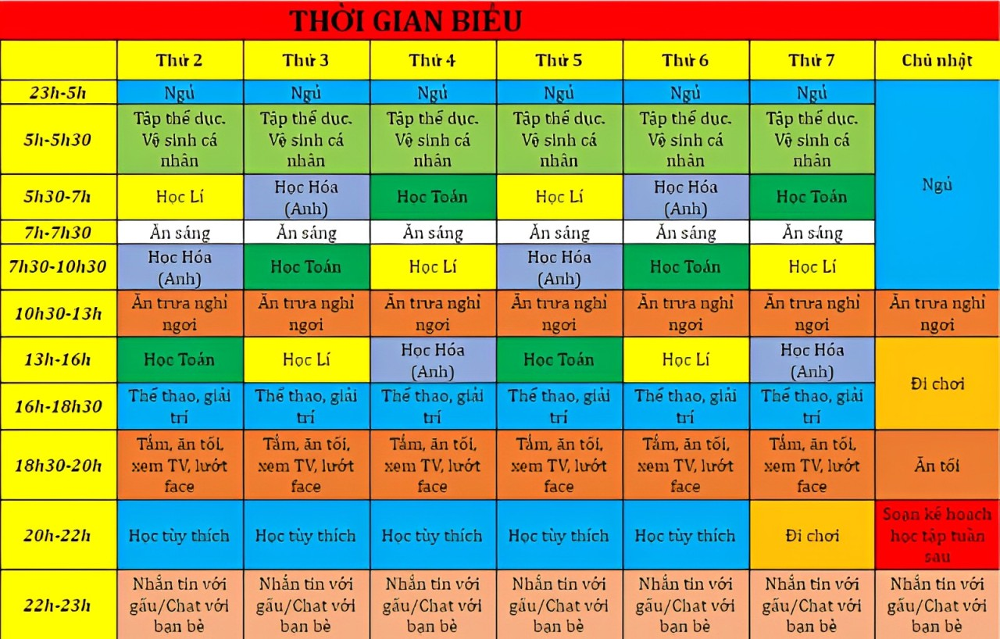 THỜI GIAN BIỂU
Thứ 2 Thứ 3 Thứ 4 Thứ 5 Thứ 6 Thứ 7 Chủ nhật
23h-5h Ngủ Ngủ Ngủ Ngủ Ngủ Ngủ
5h-5h30 Tập thể dục. Tập thể dục. Tập thể dục. Tập thể dục. Tập thể dục. Tập thể dục.
Vệ sinh cá Vệ sinh cá Vệ sinh cá Vệ sinh cá Vệ sinh cá Vệ sinh cá
nhân nhân nhân nhân nhân nhân
Ngủ
5h30-7h Học Lí Học Hóa Học Toán Học Lí Học Hóa Học Toán
(Anh) (Anh)
7h-7h30 Ăn sáng Ăn sáng Ăn sáng Ăn sáng Ăn sáng Ăn sáng
7h30-10h30 Học Hóa Học Toán Học Lí Học Hóa Học Toán Học Lí
(Anh) (Anh)
10h30-13h Ăn trưa nghỉ Ăn trưa nghỉ Ăn trưa nghỉ Ăn trưa nghỉ Ăn trưa nghỉ Ăn trưa nghỉ Ăn trưa nghỉ
ngơi ngơi ngơi ngơi ngơi ngơi ngơi
13h-16h Học Toán Học Lí Học Hóa Học Toán Học Lí Học Hóa
(Anh) (Anh)
Đi chơi
16h-18h30 Thể thao, giải Thể thao, giải Thể thao, giải Thể thao, giải Thể thao, giải Thể thao, giải
trí trí trí trí trí trí
18h30-20h Tắm, ăn tối, Tắm, ăn tối, Tắm, ăn tối, Tắm, ăn tối, Tắm, ăn tối, Tắm, ăn tối, Ăn tối
xem TV, lướt xem TV, lướt xem TV, lướt xem TV, lướt xem TV, lướt xem TV, lướt
face face face face face face
20h-22h Học tùy thích Học tùy thích Học tùy thích Học tùy thích Học tùy thích Đi chơi Soạn kế hoạch
học tập tuần
sau
22h-23h Nhắn tin với Nhắn tin với Nhắn tin với Nhắn tin với Nhắn tin với Nhắn tin với Nhắn tin với
gấu/Chat với gấu/Chat với gấu/Chat với gấu/Chat với gấu/Chat với gấu/Chat với gấu/Chat với
bạn bè bạn bè bạn bè bạn bè bạn bè bạn bè bạn bè